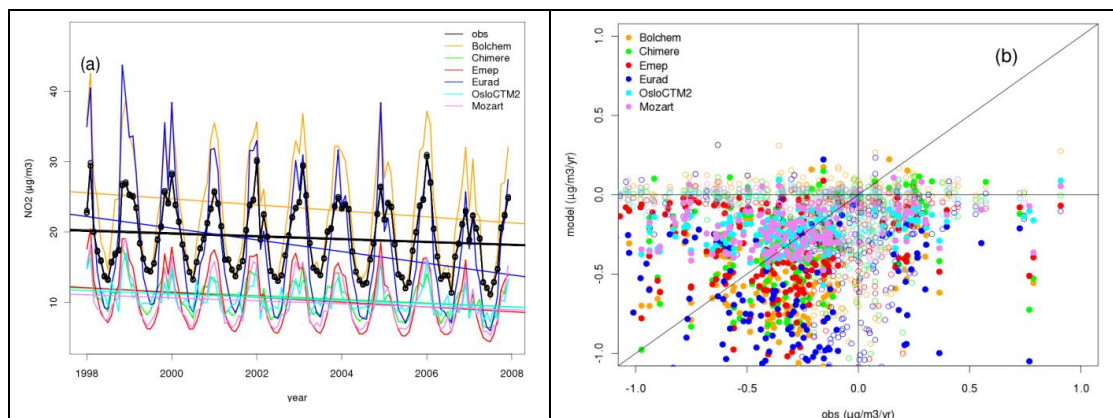 (a)
obs
Bolchem
Chimere
Emep
Eurad
OsloCTM2
Mozart
NO2 (µg/m3)
40
30
20
10
1998 2000 2002 2004 2006 2008
year
(b)
Bolchem
Chimere
Emep
Eurad
OsloCTM2
Mozart
model (µg/m3/yr)
1.0
0.5
0.0
-0.5
-1.0
-1.0 -0.5 0.0 0.5 1.0
obs (µg/m3/yr)